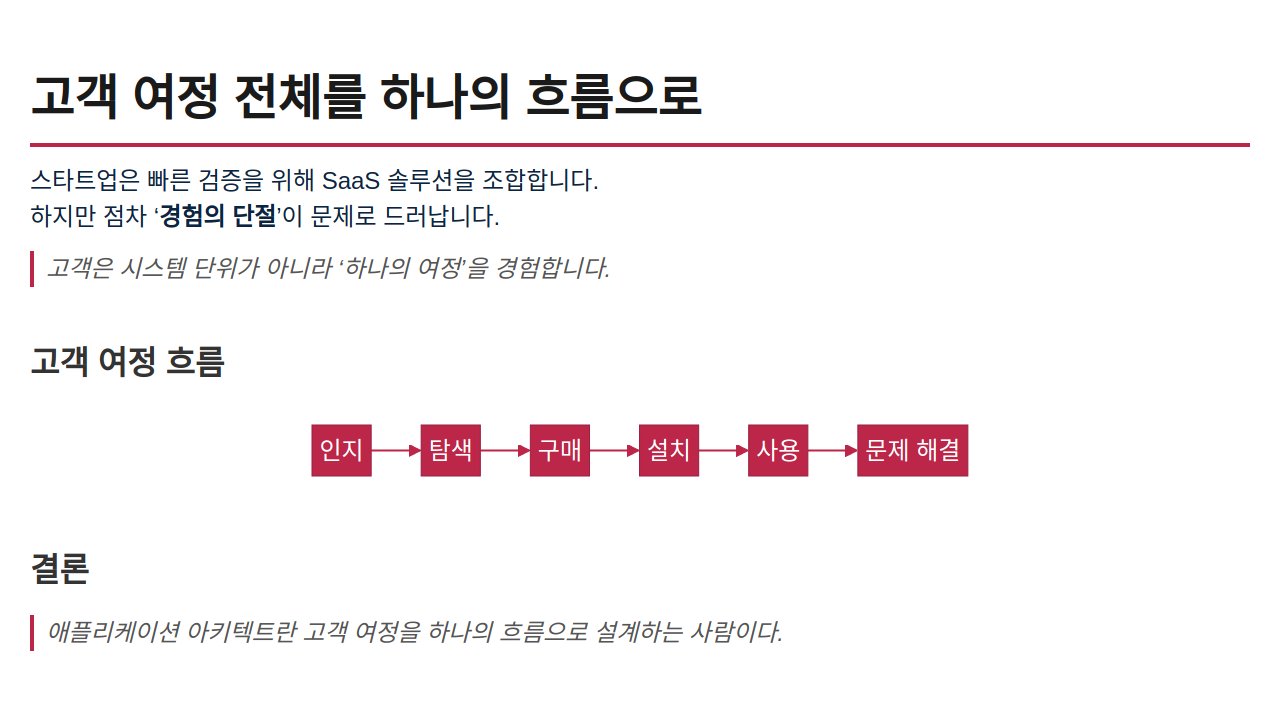 고객 여정 전체를 하나의 흐름으로
스타트업은 빠른 검증을 위해 SaaS 솔루션을 조합합니다.
하지만 점차 ‘경험의 단절’이 문제로 드러납니다.
고객은 시스템 단위가 아니라 ‘하나의 여정’을 경험합니다.
고객 여정 흐름
인지 탐색 구매 설치 사용 문제 해결
결론
애플리케이션 아키텍트란 고객 여정을 하나의 흐름으로 설계하는 사람이다.